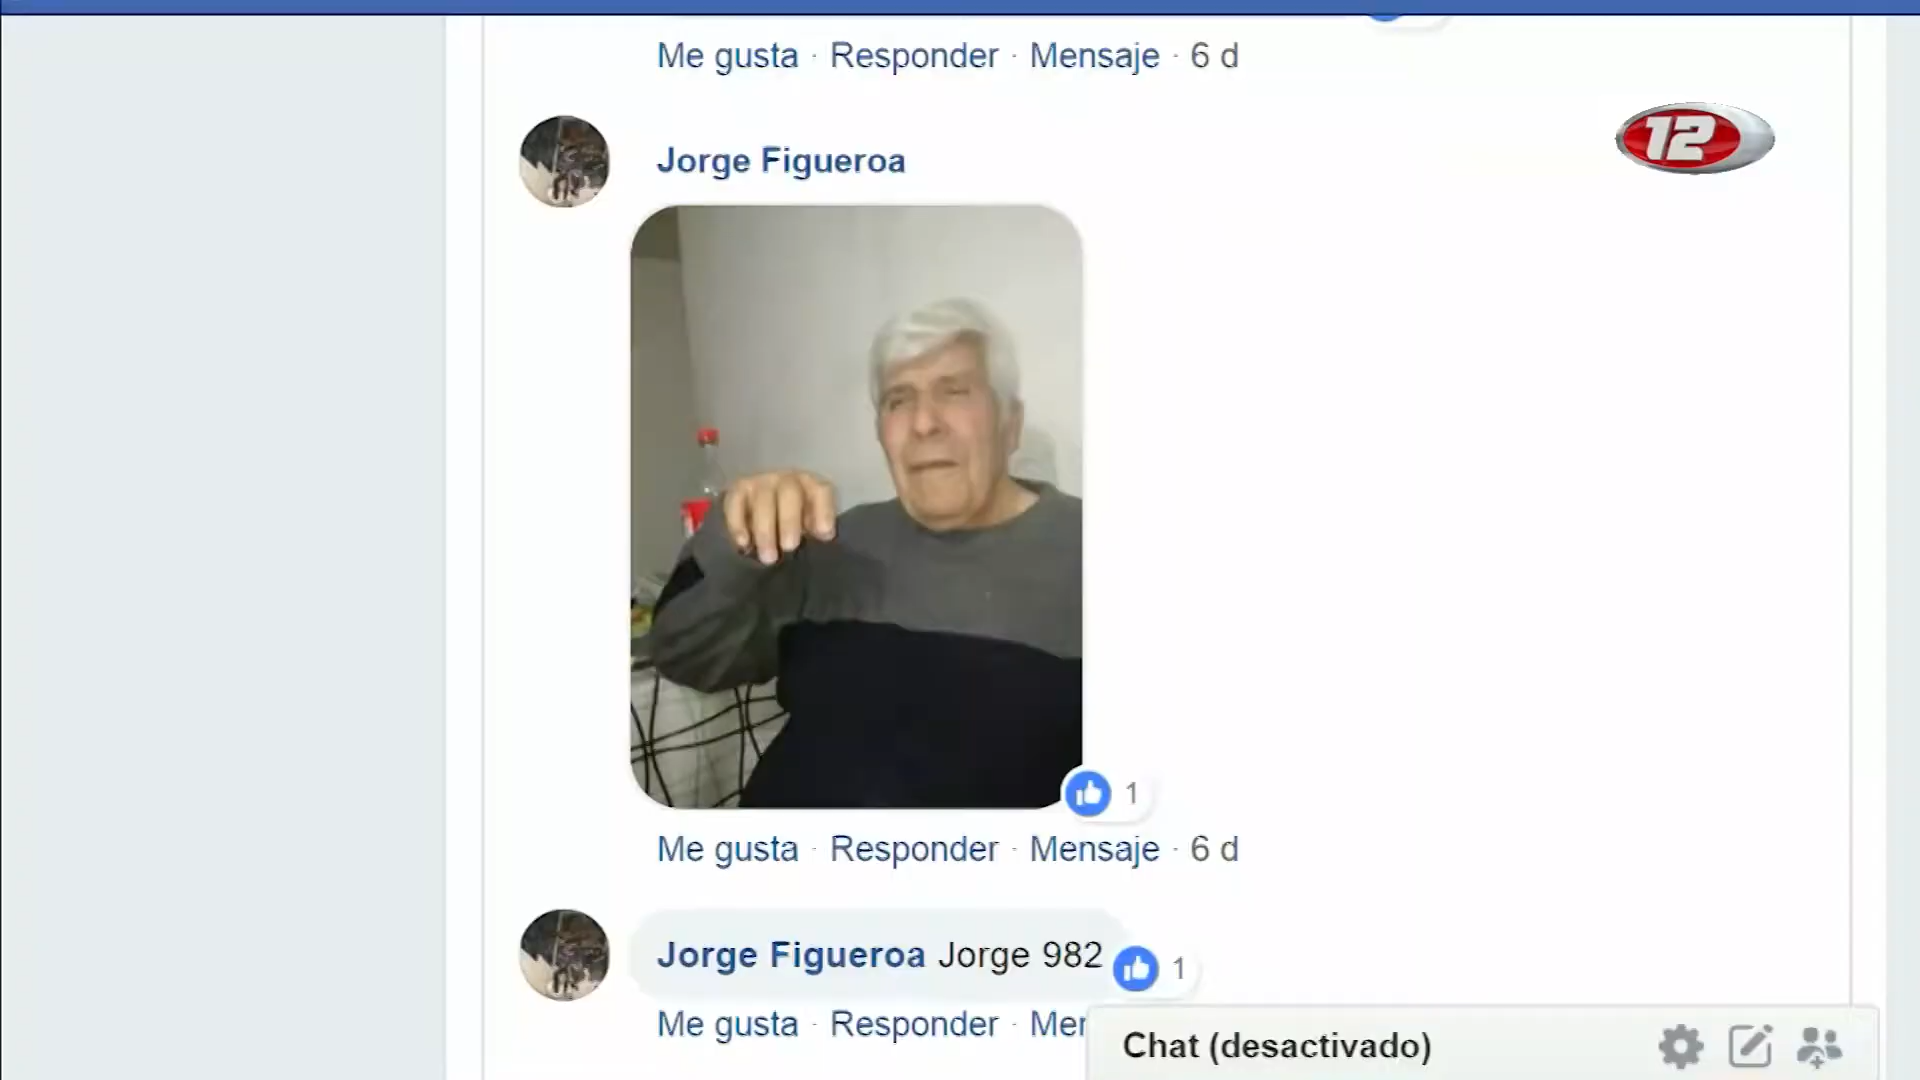 Me gusta · Responder · Mensaje · 6 d
12
Jorge Figueroa
1
Me gusta · Responder · Mensaje · 6 d
Jorge Figueroa Jorge 982
1
Me gusta · Responder · Mer
Chat (desactivado)